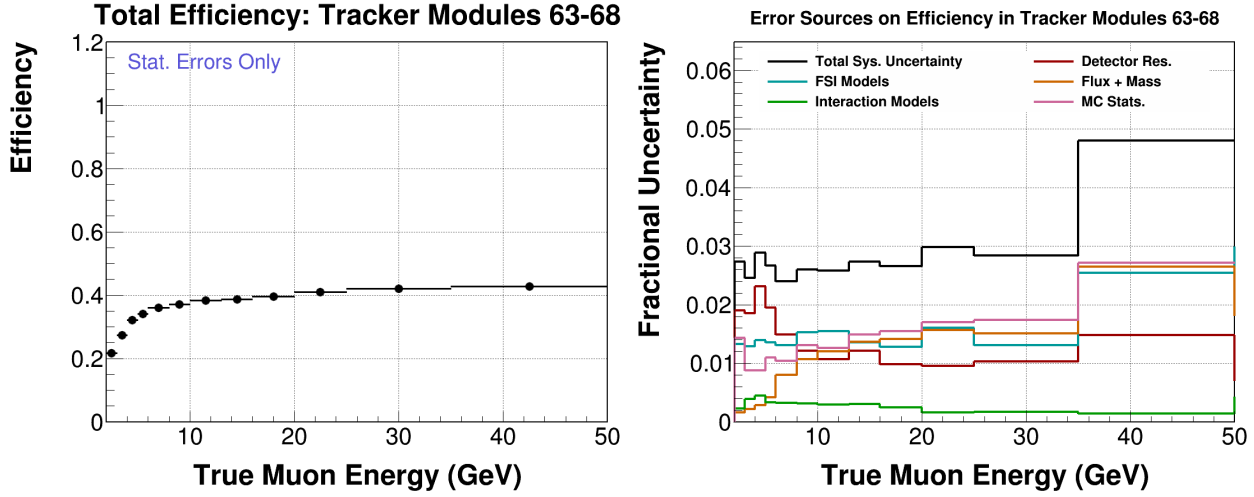 Total Efficiency: Tracker Modules 63-68
Stat. Errors Only
Efficiency
1.2
1
0.8
0.6
0.4
0.2
0
10
20
30
40
50
True Muon Energy (GeV)
Error Sources on Efficiency in Tracker Modules 63-68
Total Sys. Uncertainty
Detector Res.
FSI Models
Flux + Mass
Interaction Models
MC Stats.
Fractional Uncertainty
0.06
0.05
0.04
0.03
0.02
0.01
0
10
20
30
40
50
True Muon Energy (GeV)